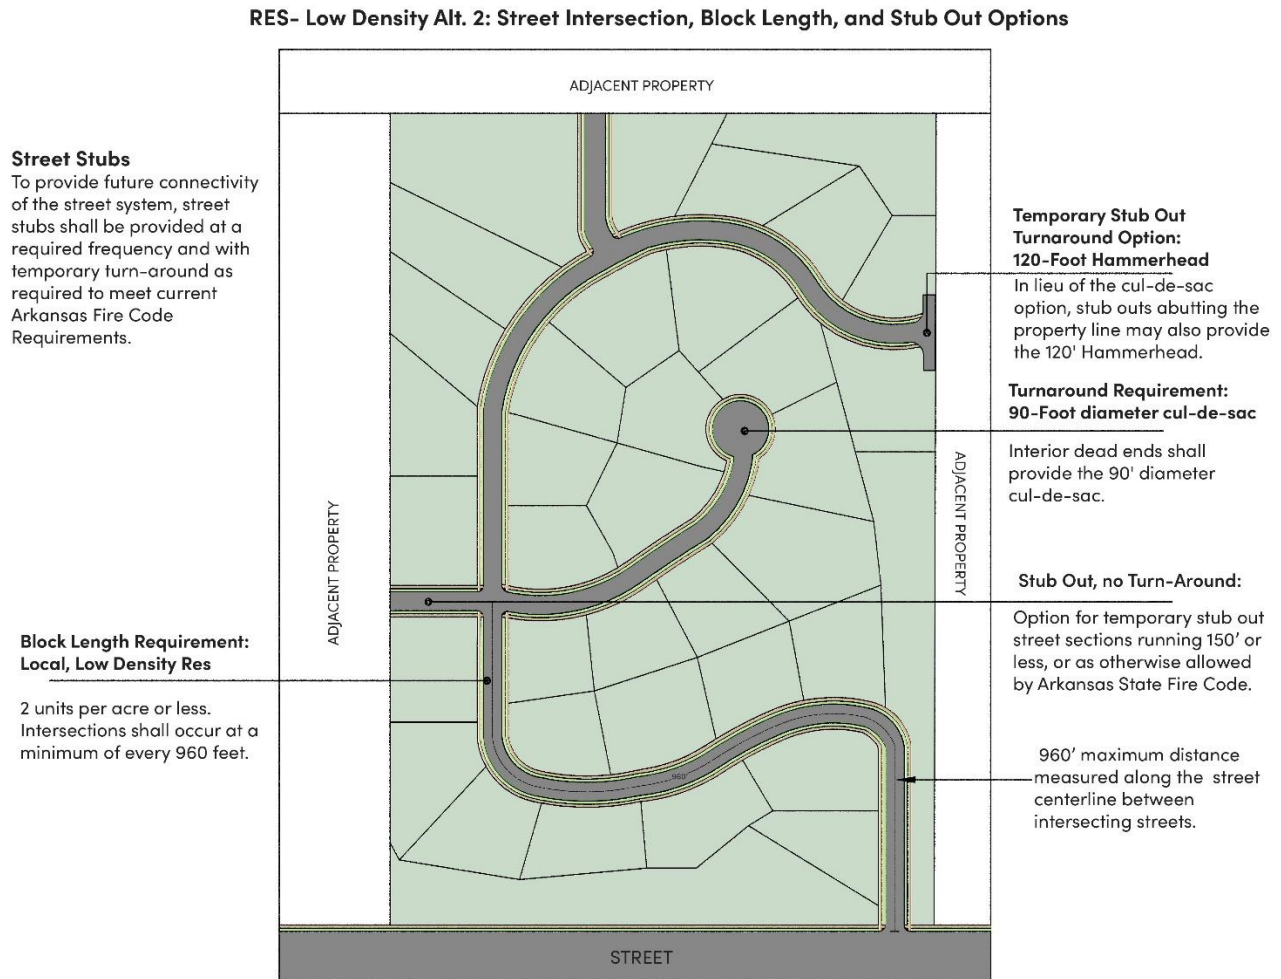 RES- Low Density Alt. 2: Street Intersection, Block Length, and Stub Out Options
ADJACENT PROPERTY
Street Stubs
To provide future connectivity
of the street system, street
stubs shall be provided at a
required frequency and with
temporary turn-around as
required to meet current
Arkansas Fire Code
Requirements.
Temporary Stub Out
Turnaround Option:
120-Foot Hammerhead
In lieu of the cul-de-sac
option, stub outs abutting the
property line may also provide
the 120' Hammerhead.
Turnaround Requirement:
90-Foot diameter cul-de-sac
Interior dead ends shall
provide the 90' diameter
cul-de-sac.
ADJACENT PROPERTY
ADJACENT PROPERTY
Stub Out, no Turn-Around:
Option for temporary stub out
street sections running 150' or
less, or as otherwise allowed
by Arkansas State Fire Code.
Block Length Requirement:
Local, Low Density Res
2 units per acre or less.
Intersections shall occur at a
minimum of every 960 feet.
960'
960' maximum distance
measured along the street
centerline between
intersecting streets.
STREET